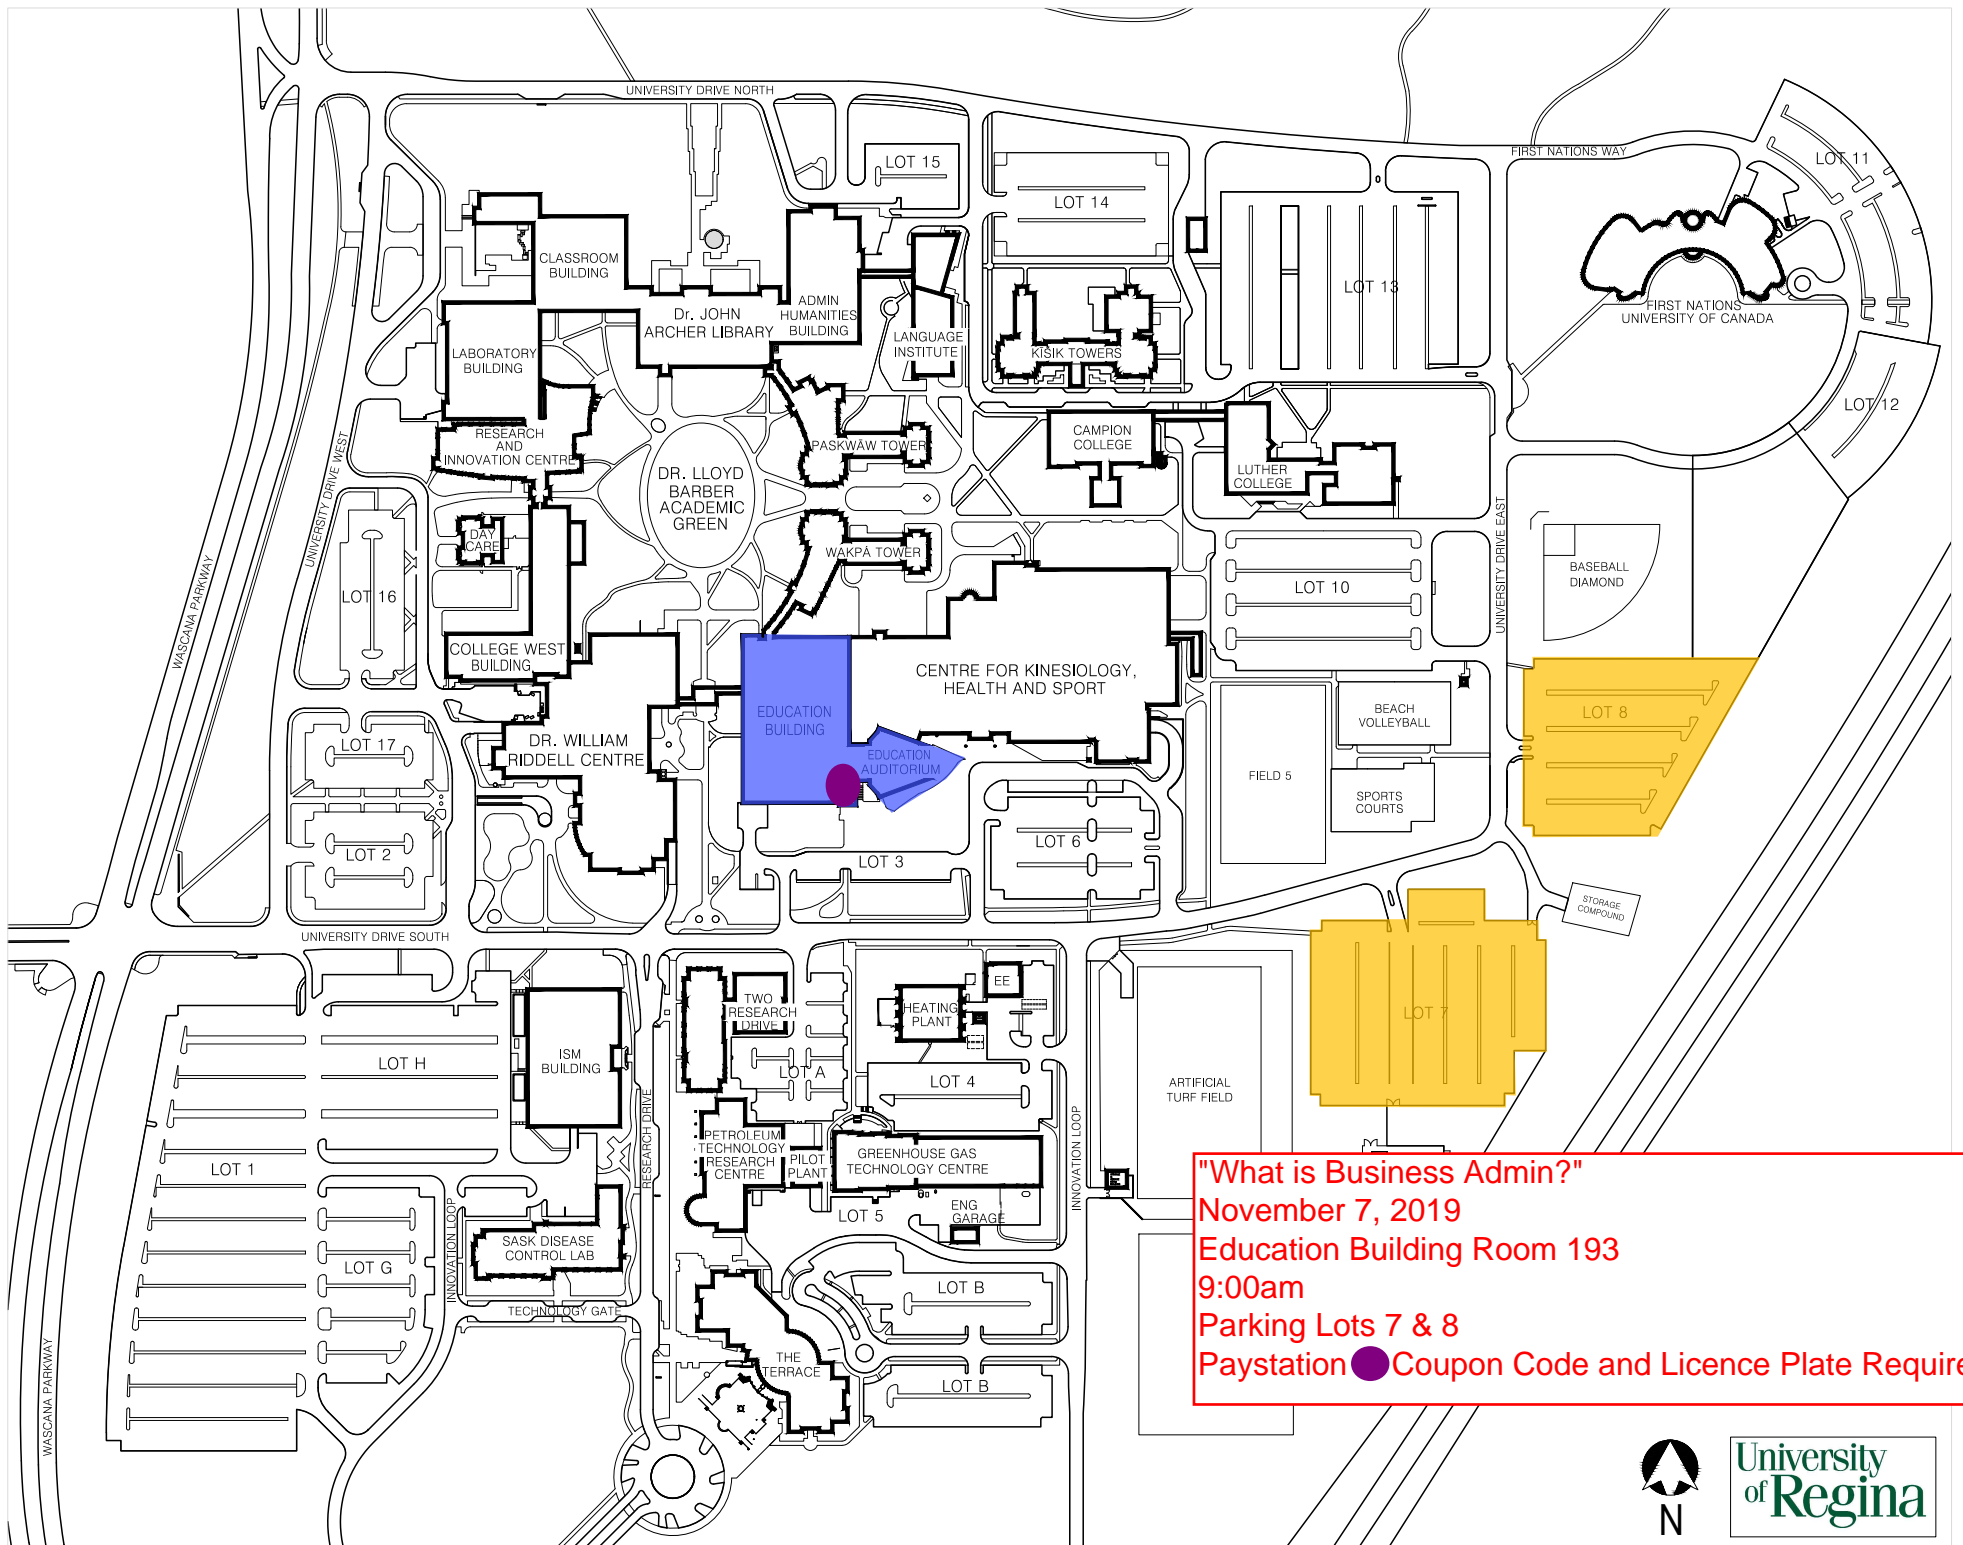 UNIVERSITY DRIVE NORTH
FIRST NATIONS WAY
LOT 11
LOT 15
LOT 14
CLASSROOM
BUILDING
LOT 13
ADMIN
HUMANITIES
BUILDING
Dr. JOHN
ARCHER LIBRARY
FIRST NATIONS
UNIVERSITY OF CANADA
LANGUAGE
INSTITUTE
KĪSIK TOWERS
LABORATORY
BUILDING
LOT 12
RESEARCH
AND
INNOVATION CENTRE
PASKWĀW TOWER
CAMPION
COLLEGE
LUTHER
COLLEGE
DR. LLOYD
BARBER
ACADEMIC
GREEN
UNIVERSITY DRIVE WEST
UNIVERSITY DRIVE EAST
WASCANA PARKWAY
DAY
CARE
WAKPĀ TOWER
BASEBALL
DIAMOND
LOT 16
LOT 10
COLLEGE WEST
BUILDING
CENTRE FOR KINESIOLOGY,
HEALTH AND SPORT
EDUCATION
BUILDING
BEACH
VOLLEYBALL
LOT 8
LOT 17
DR. WILLIAM
RIDDELL CENTRE
EDUCATION
AUDITORIUM
FIELD 5
SPORTS
COURTS
LOT 2
LOT 3
LOT 6
STORAGE
COMPOUND
UNIVERSITY DRIVE SOUTH
EE
TWO
RESEARCH
DRIVE
HEATING
PLANT
LOT 7
ISM
BUILDING
LOT H
LOT A
LOT 4
ARTIFICIAL
TURF FIELD
RESEARCH DRIVE
INNOVATION LOOP
PETROLEUM
TECHNOLOGY
RESEARCH
CENTRE
PILOT
PLANT
GREENHOUSE GAS
TECHNOLOGY CENTRE
LOT 1
LOT 5
ENG
GARAGE
INNOVATION LOOP
SASK DISEASE
CONTROL LAB
LOT G
LOT B
TECHNOLOGY GATE
THE
TERRACE
LOT B
WASCANA PARKWAY
"What is Business Admin?"
November 7, 2019
Education Building Room 193
9:00am
Parking Lots 7 & 8
Paystation Coupon Code and Licence Plate Require
N
University
of Regina